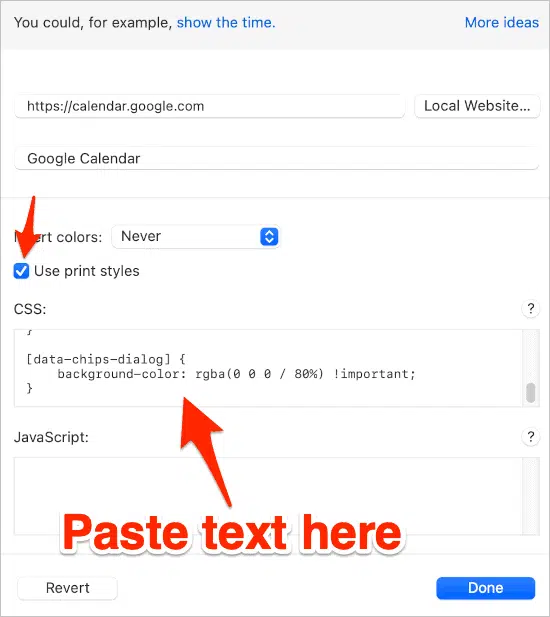 You could, for example, show the time. More ideas
https://calendar.google.com Local Website...
Google Calendar
colors: Never
Use print styles
CSS: ?
}
[data-chips-dialog] {
background-color: rgba(0 0 0 / 80%) !important;
}
JavaScript: ?
Paste text here
Revert Done